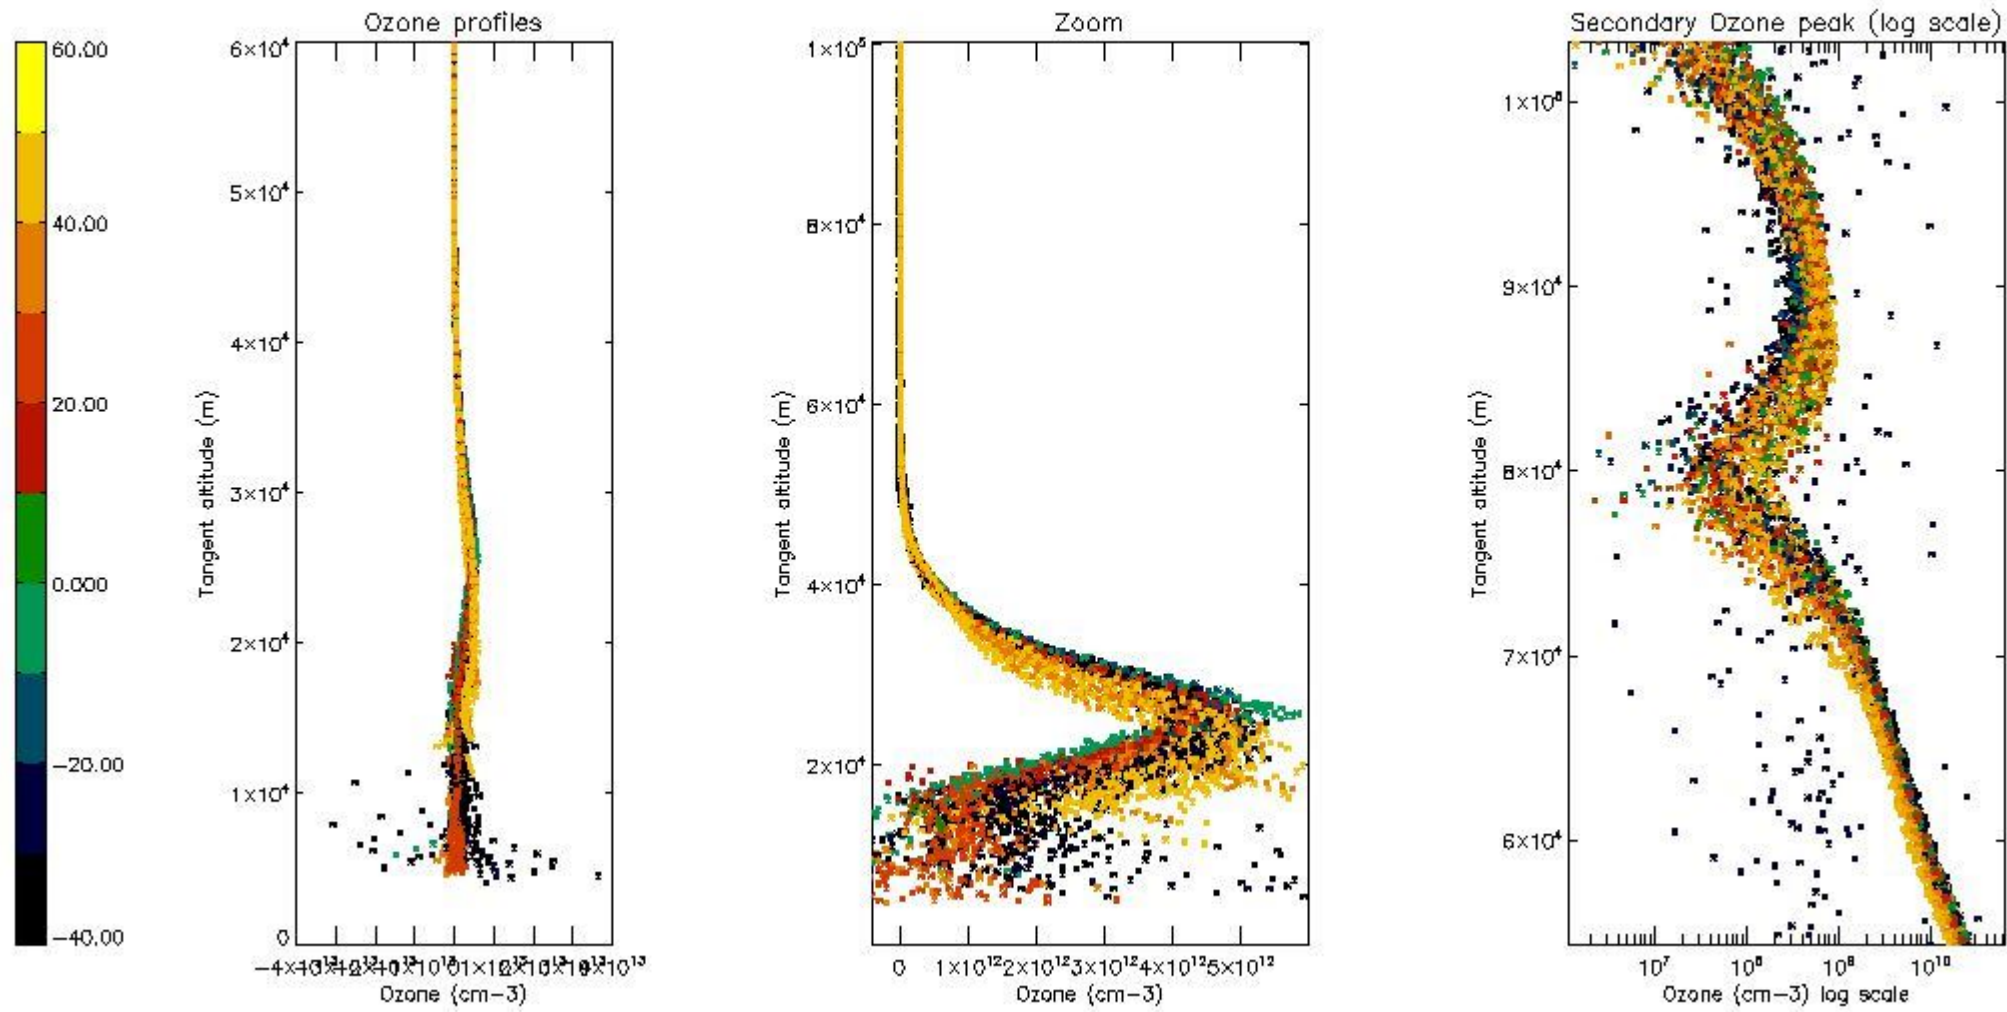 Ozone profiles
Zoom
Secondary Ozone peak (log scale)
60.00
40.00
20.00
0.000
−20.00
−40.00
6×10⁴
5×10⁴
4×10⁴
3×10⁴
2×10⁴
1×10⁴
0
Tangent altitude (m)
Ozone (cm−3)
1×10⁵
8×10⁴
6×10⁴
4×10⁴
2×10⁴
Tangent altitude (m)
0 1×10¹² 2×10¹² 3×10¹² 4×10¹² 5×10¹²
Ozone (cm−3)
1×10⁵
9×10⁴
8×10⁴
7×10⁴
6×10⁴
Tangent altitude (m)
10⁷ 10⁸ 10⁹ 10¹⁰
Ozone (cm−3) log scale